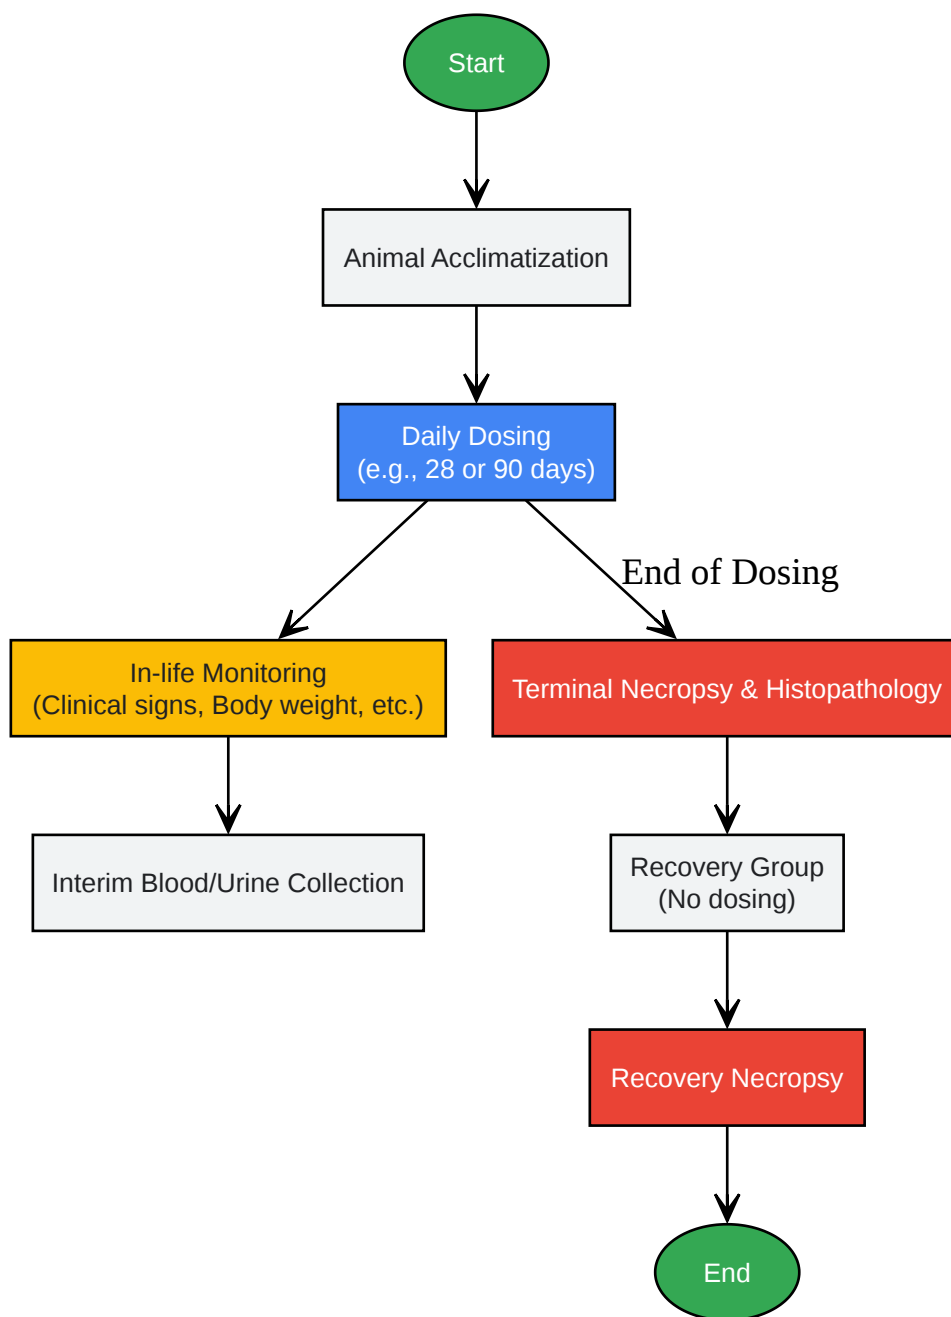 Start
Animal Acclimatization
Daily Dosing
(e.g., 28 or 90 days)
End of Dosing
In-life Monitoring
(Clinical signs, Body weight, etc.)
Terminal Necropsy & Histopathology
Interim Blood/Urine Collection
Recovery Group
(No dosing)
Recovery Necropsy
End